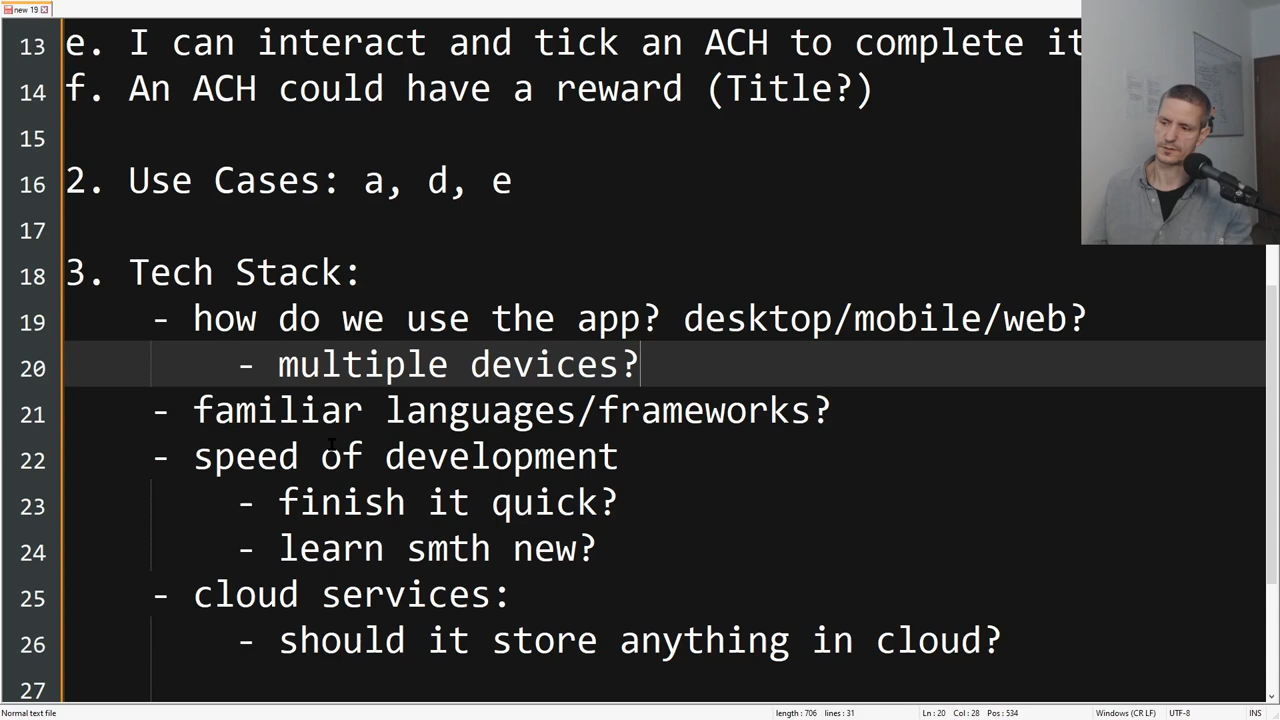 new 19
13 e. I can interact and tick an ACH to complete it
14 f. An ACH could have a reward (Title?)
15
16 2. Use Cases: a, d, e
17
18 3. Tech Stack:
19 - how do we use the app? desktop/mobile/web?
20 - multiple devices?
21 - familiar languages/frameworks?
22 - speed of development
23 - finish it quick?
24 - learn smth new?
25 - cloud services:
26 - should it store anything in cloud?
27
Normal text file length : 706 lines : 31 Ln : 20 Col : 28 Pos : 534 Windows (CR LF) UTF-8 INS